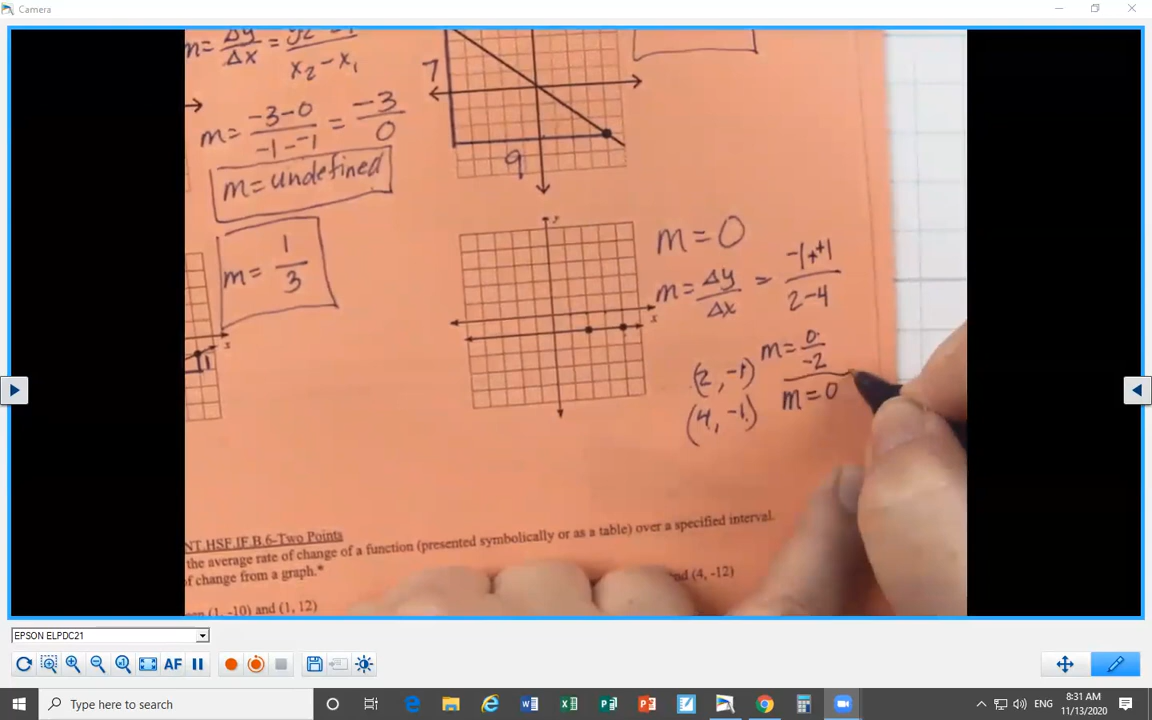 Camera
m = Δy/Δx =
x₂ - x₁
m = -3-0/-1--1 = -3/0
m = undefined
m = 1/3
1
7
9
y
x
x
m = 0
m = Δy/Δx = -1++1/2-4
m = 0/-2
m = 0
(2, -1)
(4, -1)
NT.HSF.IF.B.6-Two Points
the average rate of change of a function (presented symbolically or as a table) over a specified interval.
of change from a graph.*
(1, -10) and (1, 12)
and (4, -12)
EPSON ELPDC21
AF
Type here to search
ENG
8:31 AM
11/13/2020